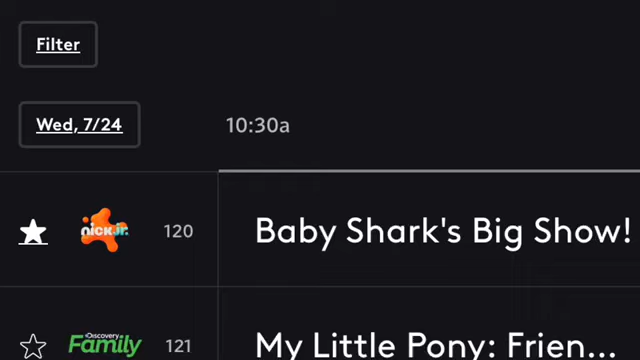 Filter
Wed, 7/24
10:30a
nick jr.
120
Baby Shark's Big Show!
Discovery
Family
121
My Little Pony: Frien...